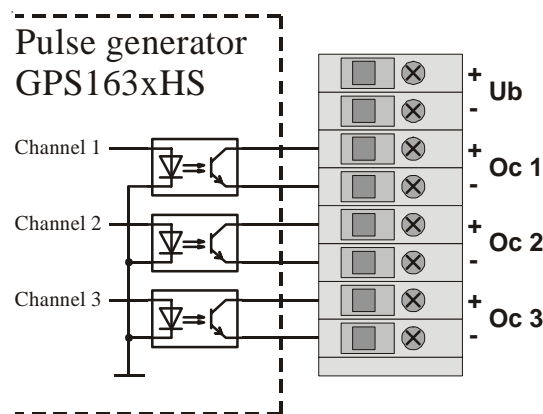 Pulse generator
GPS163xHS
+
Ub
-
Channel 1
+
Oc 1
-
Channel 2
+
Oc 2
-
Channel 3
+
Oc 3
-